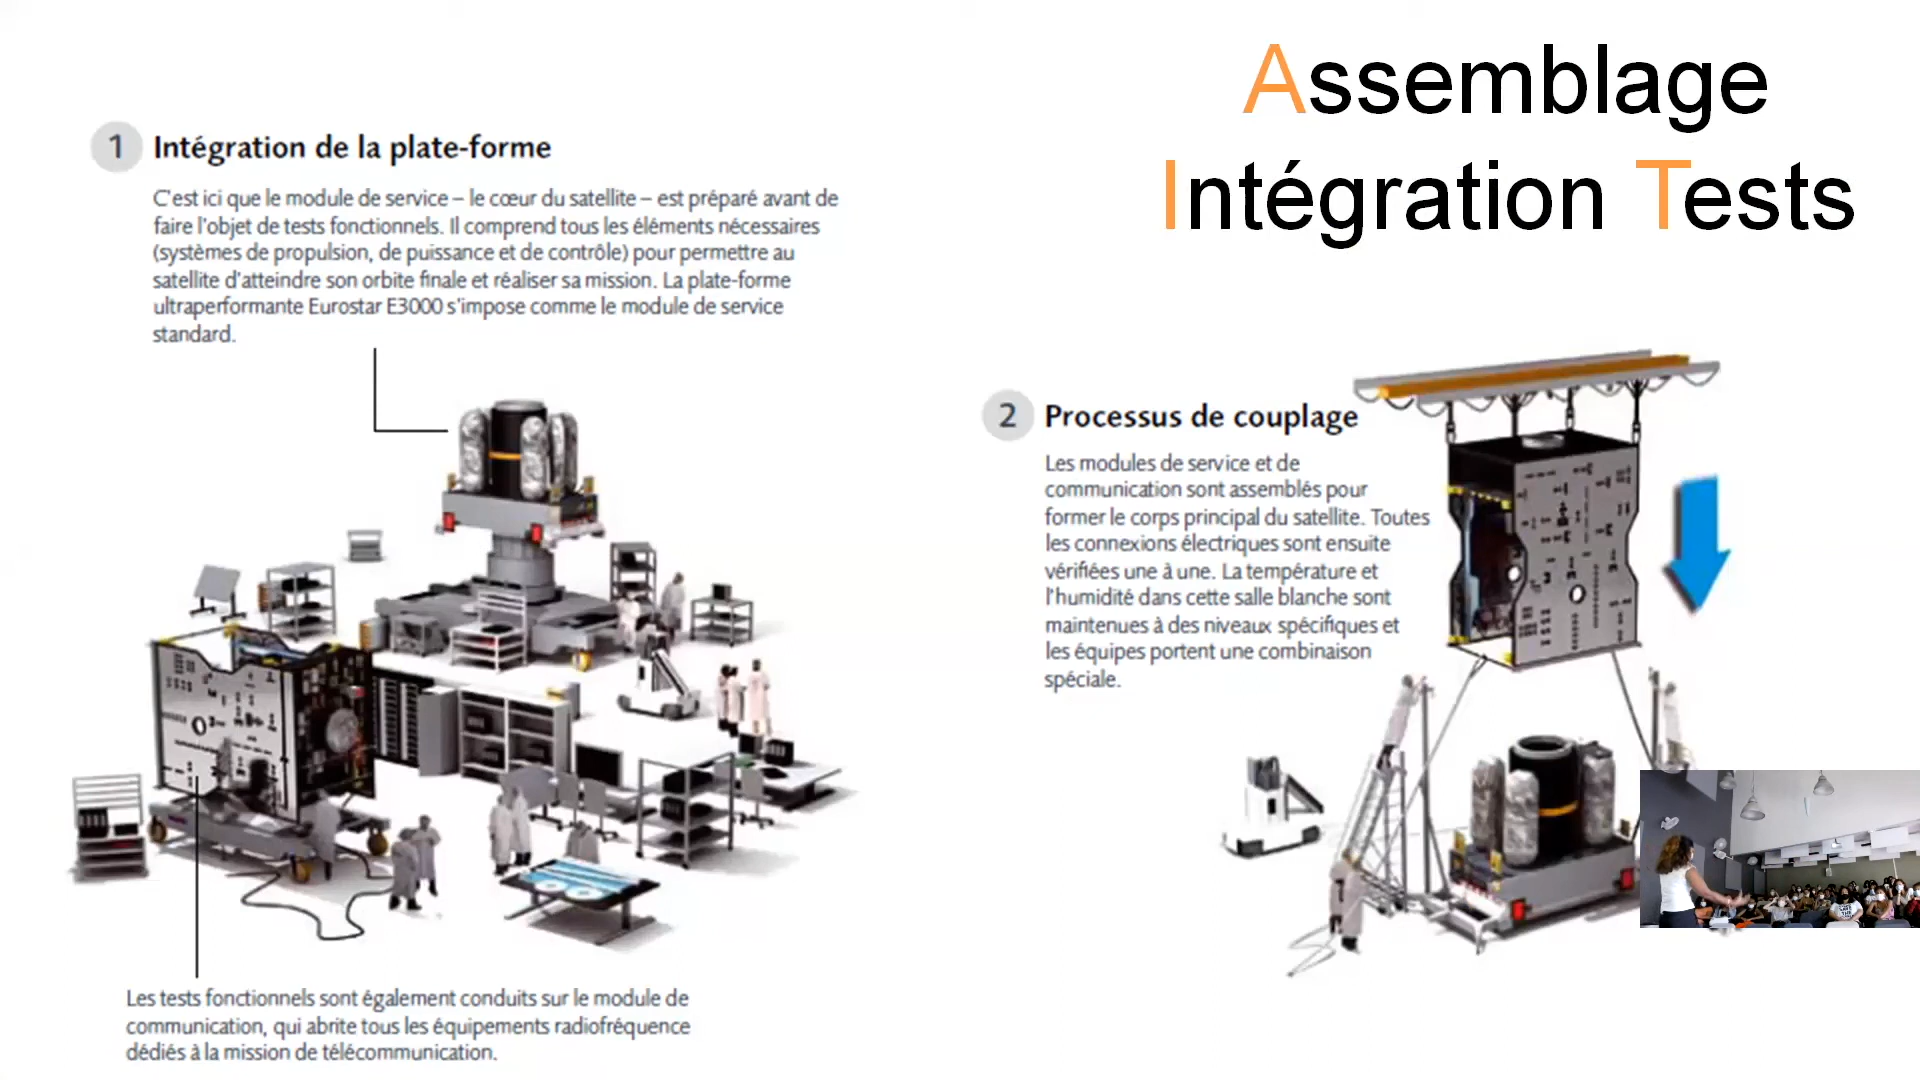 Assemblage
Intégration Tests
1 Intégration de la plate-forme
C'est ici que le module de service – le cœur du satellite – est préparé avant de
faire l'objet de tests fonctionnels. Il comprend tous les éléments nécessaires
(systèmes de propulsion, de puissance et de contrôle) pour permettre au
satellite d'atteindre son orbite finale et réaliser sa mission. La plate-forme
ultraperformante Eurostar E3000 s'impose comme le module de service
standard.
2 Processus de couplage
Les modules de service et de
communication sont assemblés pour
former le corps principal du satellite. Toutes
les connexions électriques sont ensuite
vérifiées une à une. La température et
l'humidité dans cette salle blanche sont
maintenues à des niveaux spécifiques et
les équipes portent une combinaison
spéciale.
Les tests fonctionnels sont également conduits sur le module de
communication, qui abrite tous les équipements radiofréquence
dédiés à la mission de télécommunication.